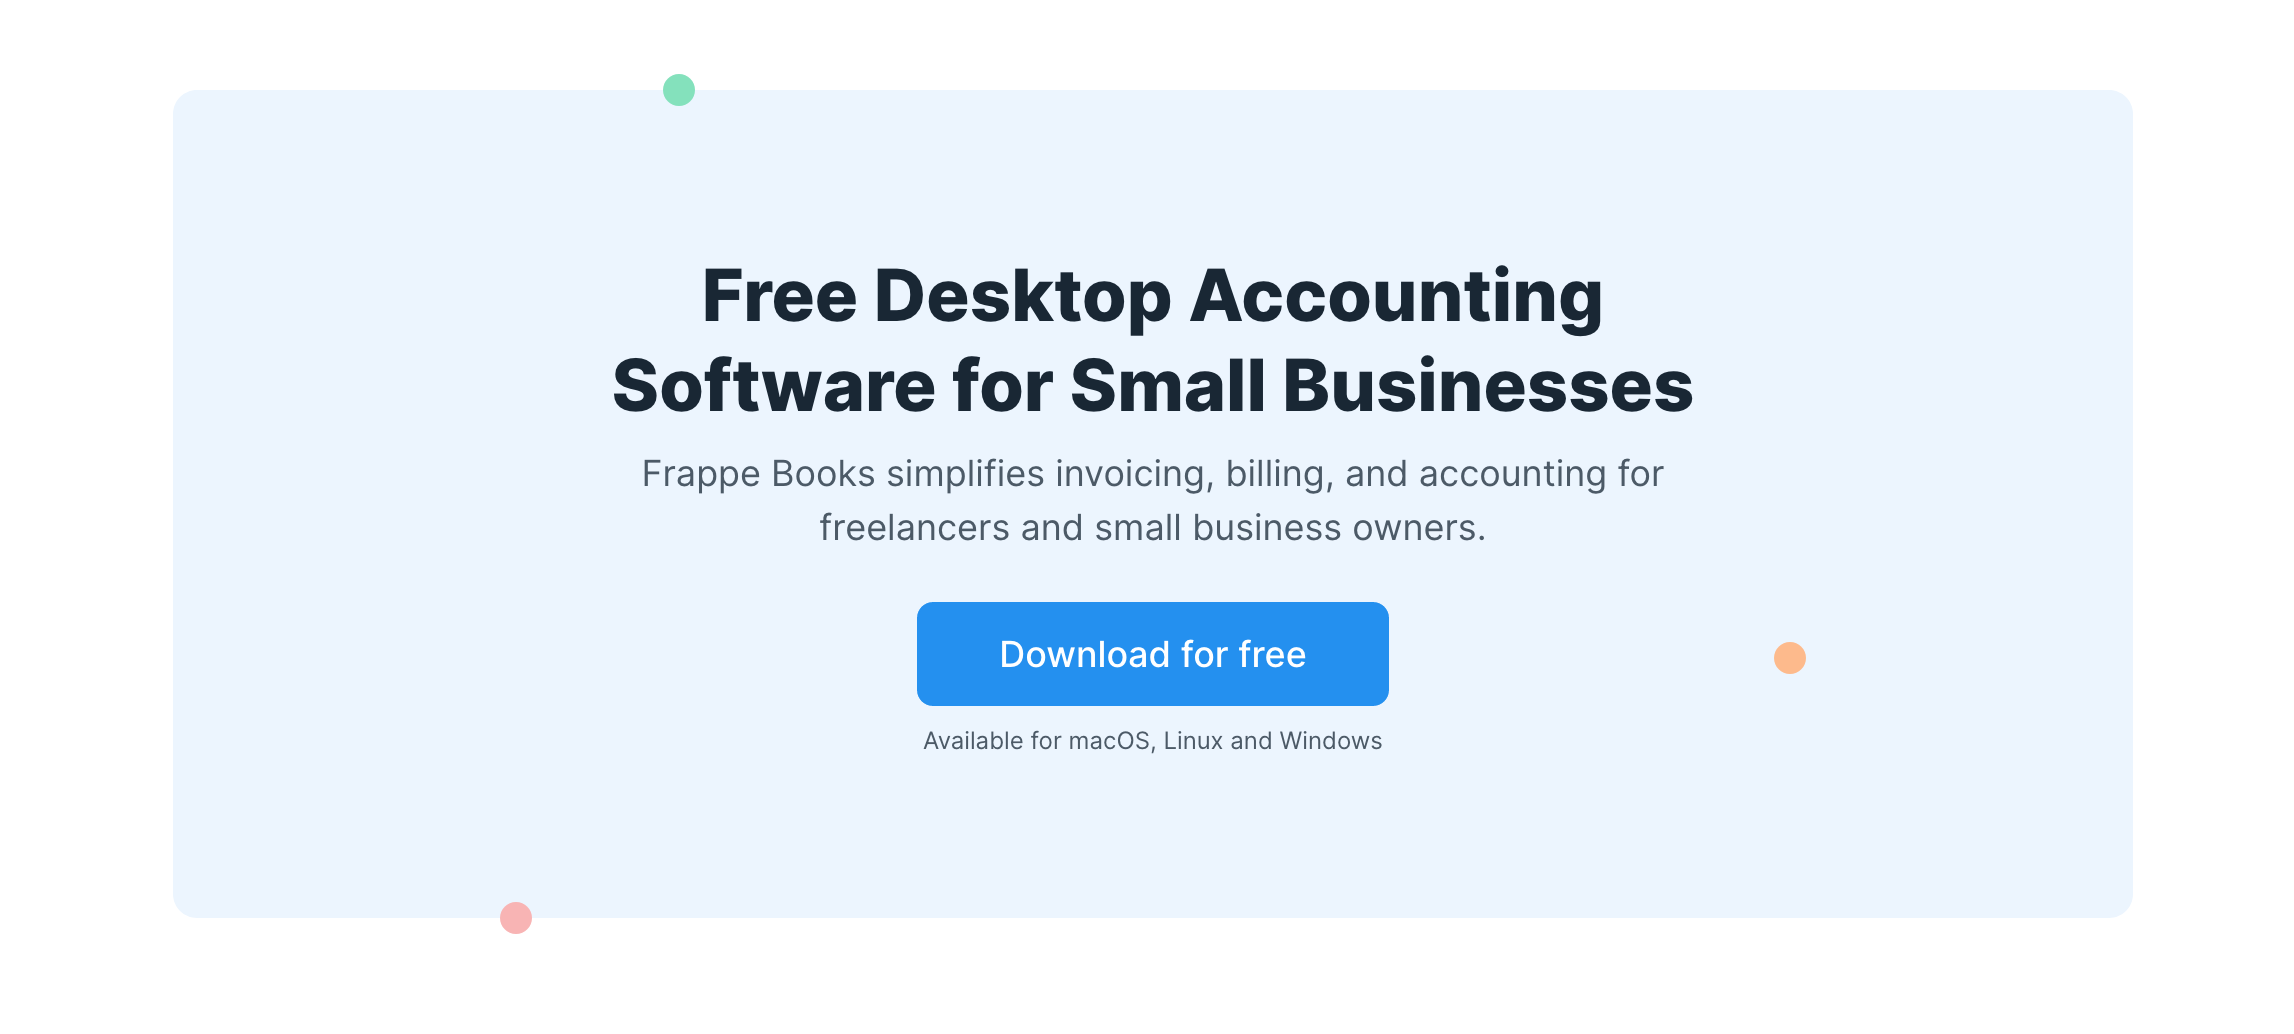 Free Desktop Accounting
Software for Small Businesses
Frappe Books simplifies invoicing, billing, and accounting for
freelancers and small business owners.
Download for free
Available for macOS, Linux and Windows